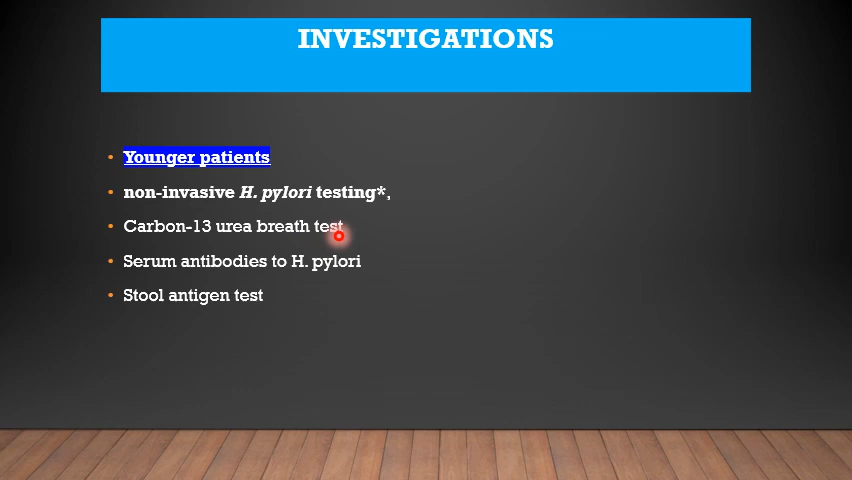 INVESTIGATIONS
• Younger patients
• non-invasive H. pylori testing*,
• Carbon-13 urea breath test
• Serum antibodies to H. pylori
• Stool antigen test